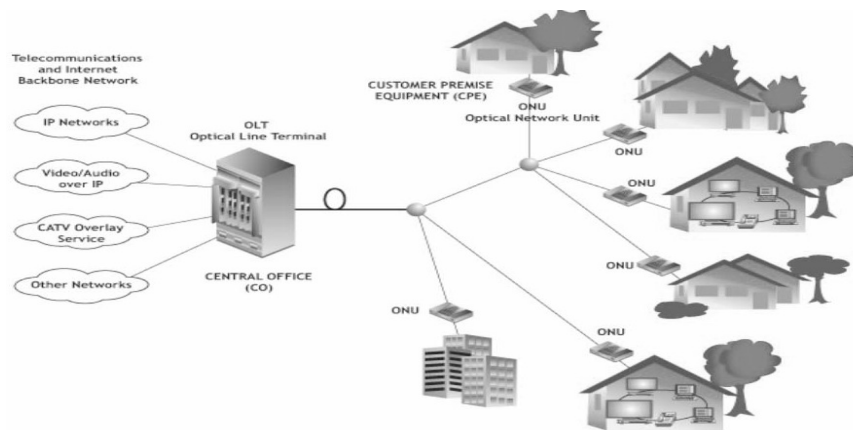 Telecommunications
and Internet
Backbone Network
IP Networks
Video/Audio
over IP
CATV Overlay
Service
Other Networks
OLT
Optical Line Terminal
CENTRAL OFFICE
(CO)
CUSTOMER PREMISE
EQUIPMENT (CPE)
ONU
Optical Network Unit
ONU
ONU
ONU
ONU
ONU